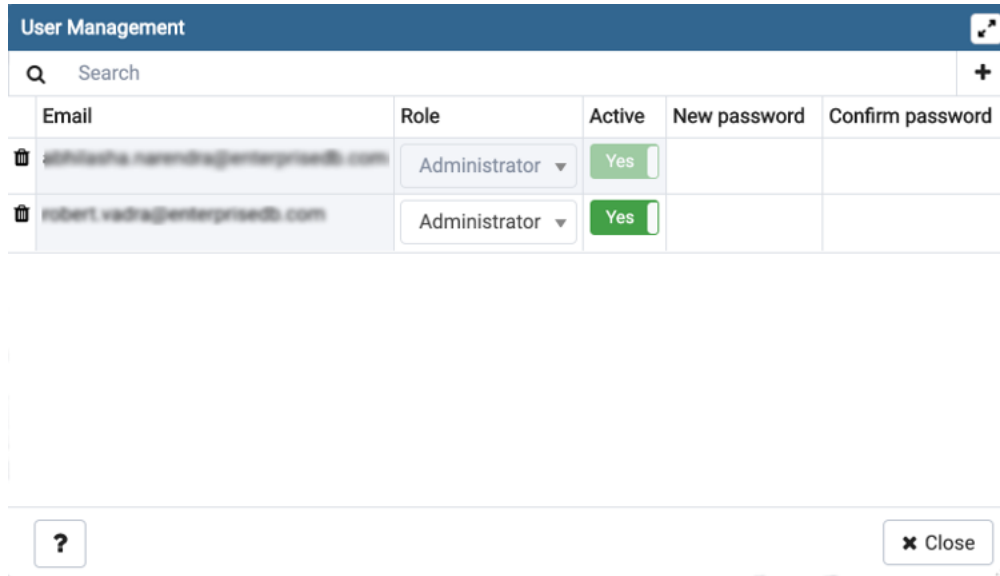 User Management
Search
Email Role Active New password Confirm password
Administrator Yes
Administrator Yes
? Close